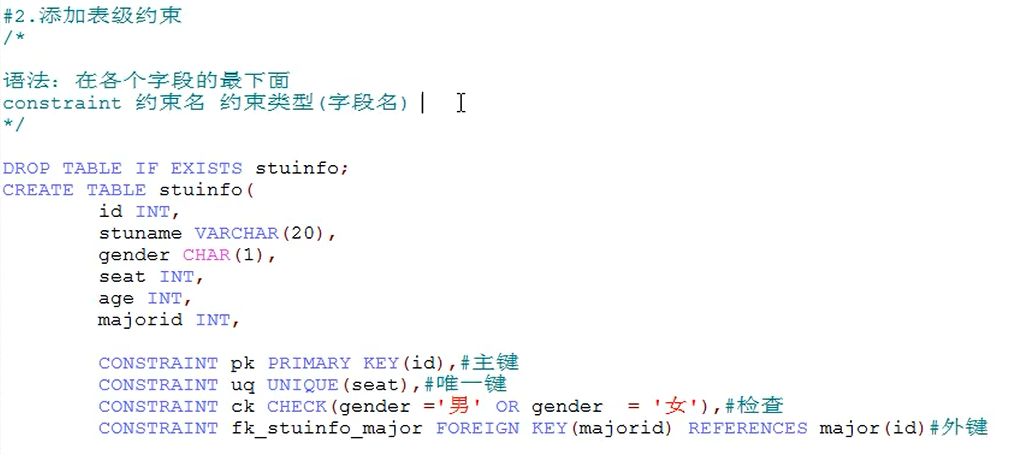 #2.添加表级约束
/*
语法：在各个字段的最下面
constraint 约束名 约束类型(字段名)
*/
DROP TABLE IF EXISTS stuinfo;
CREATE TABLE stuinfo(
id INT,
stuname VARCHAR(20),
gender CHAR(1),
seat INT,
age INT,
majorid INT,
CONSTRAINT pk PRIMARY KEY(id),#主键
CONSTRAINT uq UNIQUE(seat),#唯一键
CONSTRAINT ck CHECK(gender ='男' OR gender  = '女'),#检查
CONSTRAINT fk_stuinfo_major FOREIGN KEY(majorid) REFERENCES major(id)#外键